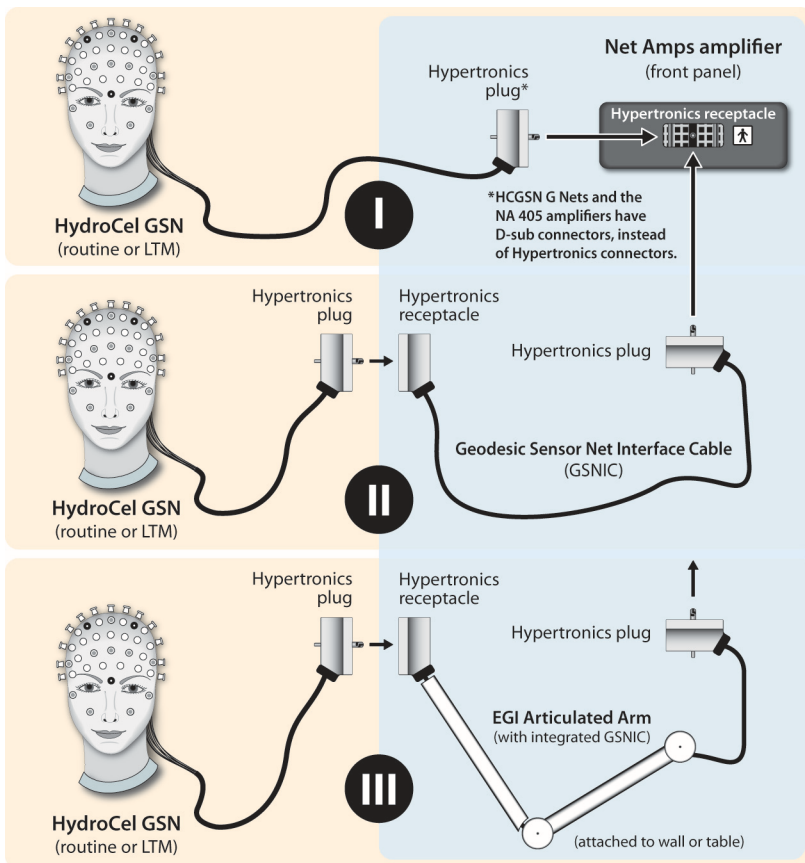 Net Amps amplifier
(front panel)
Hypertronics
plug*
Hypertronics receptacle
*HCGSN G Nets and the
NA 405 amplifiers have
D-sub connectors, instead
of Hypertronics connectors.
HydroCel GSN
(routine or LTM)
I
Hypertronics
plug
Hypertronics
receptacle
Hypertronics plug
Geodesic Sensor Net Interface Cable
(GSNIC)
HydroCel GSN
(routine or LTM)
II
Hypertronics
plug
Hypertronics
receptacle
Hypertronics plug
EGI Articulated Arm
(with integrated GSNIC)
HydroCel GSN
(routine or LTM)
III
(attached to wall or table)